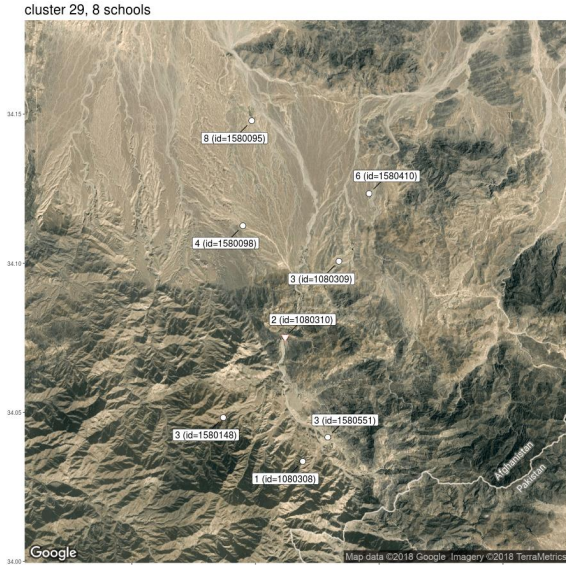 cluster 29, 8 schools
34.15
8 (id=1580095)
6 (id=1580410)
4 (id=1580098)
34.10
3 (id=1080309)
2 (id=1080310)
34.05
3 (id=1580551)
3 (id=1580148)
Afghanistan
Pakistan
1 (id=1080308)
34.00
Google
Map data ©2018 Google Imagery ©2018 TerraMetrics